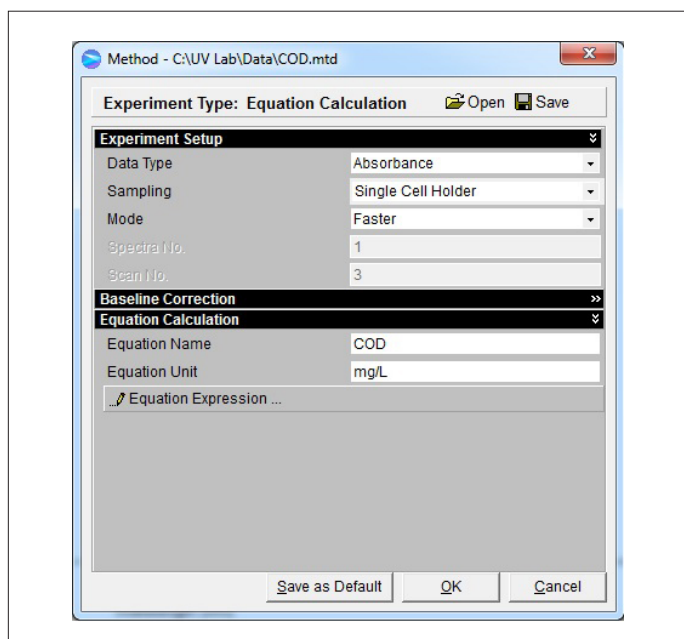 Method - C:\UV Lab\Data\COD.mtd
Experiment Type: Equation Calculation Open Save
Experiment Setup
Data Type Absorbance
Sampling Single Cell Holder
Mode Faster
Spectra No. 1
Scan No. 3
Baseline Correction
Equation Calculation
Equation Name COD
Equation Unit mg/L
Equation Expression ...
Save as Default OK Cancel